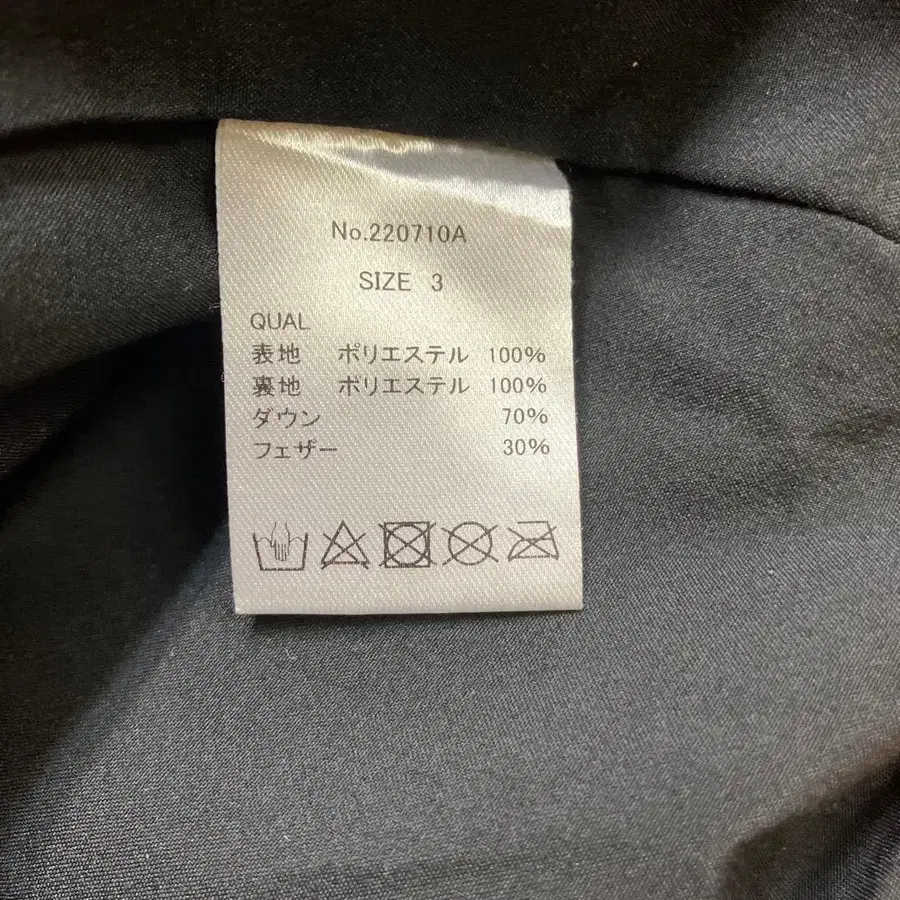 No.220710A
SIZE 3
QUAL
表地 ポリエステル 100%
裏地 ポリエステル 100%
ダウン 70%
フェザー 30%